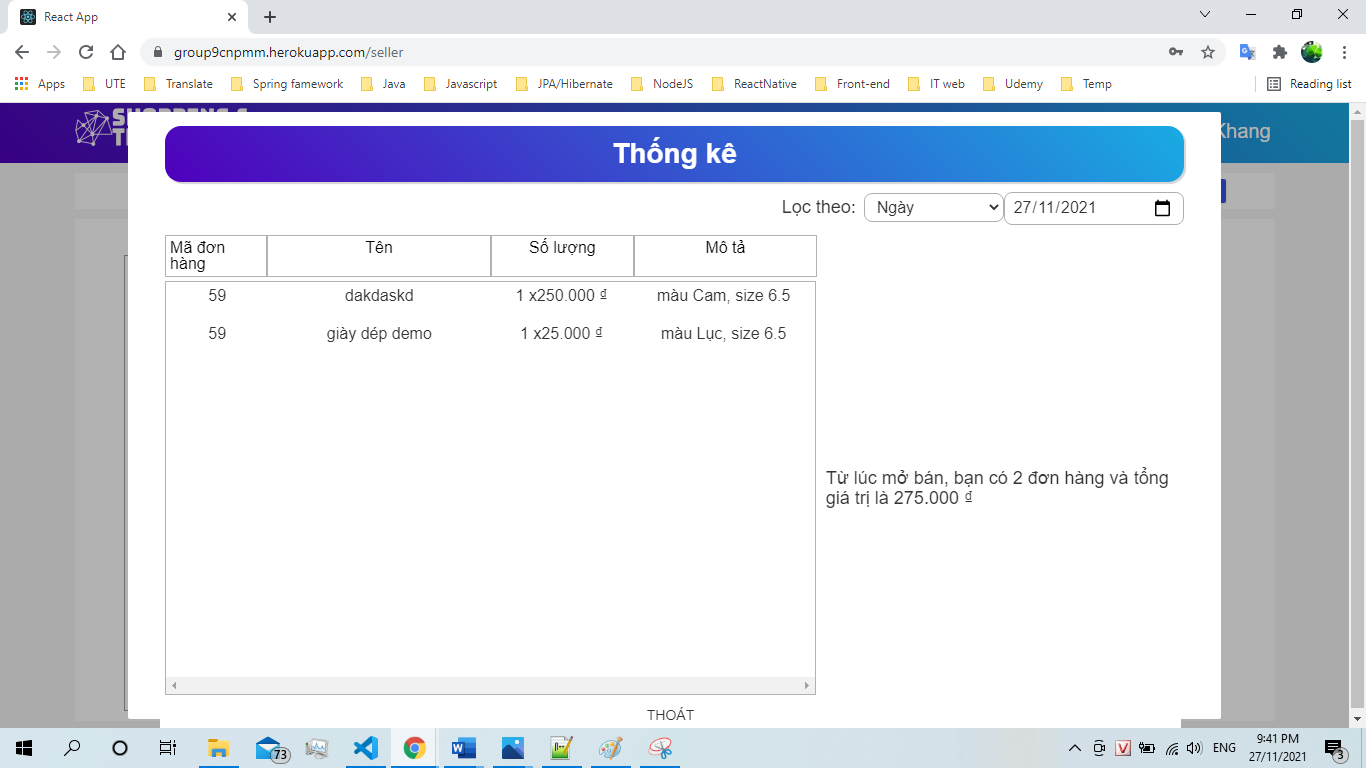 React App
group9cnpmm.herokuapp.com/seller
Apps UTE Translate Spring famework Java Javascript JPA/Hibernate NodeJS ReactNative Front-end IT web Udemy Temp Reading list
Khang
Thống kê
Lọc theo: Ngày 27/11/2021
Mã đơn hàng Tên Số lượng Mô tả
59 dakdaskd 1 x250.000 ₫ màu Cam, size 6.5
59 giày dép demo 1 x25.000 ₫ màu Lục, size 6.5
Từ lúc mở bán, bạn có 2 đơn hàng và tổng
giá trị là 275.000 ₫
THOÁT
73
ENG
9:41 PM
27/11/2021
3